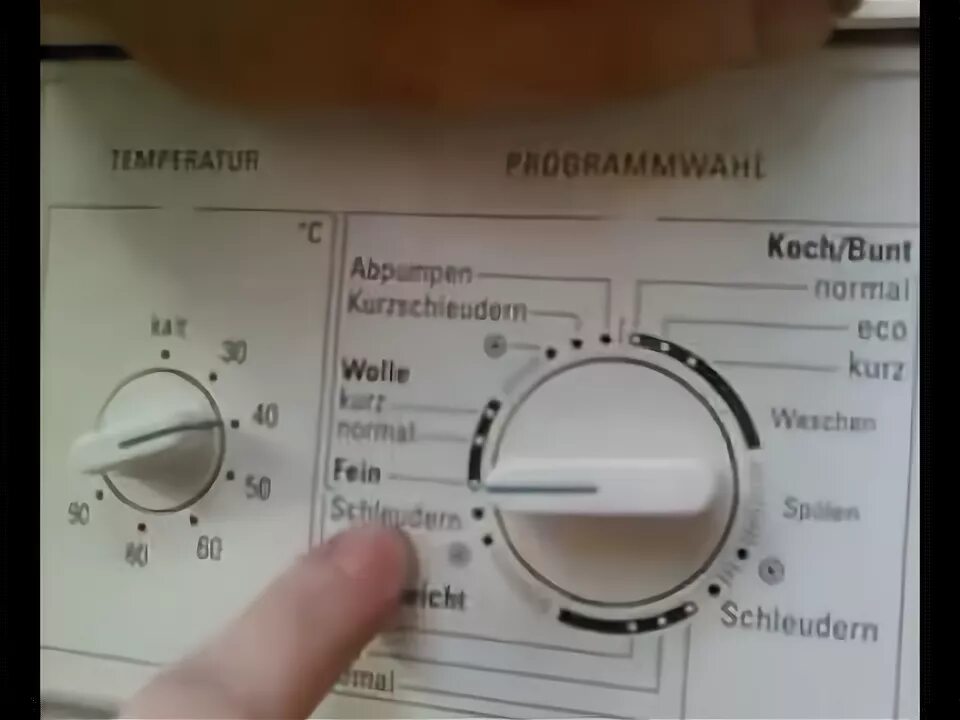 TEMPERATUR
PROGRAMMWAHL
°C
kalt
30
40
50
60
60
90
Abpumpen
Kurzschleudern
Wolle
kurz
normal
Fein
Schleudern
Koch/Bunt
normal
eco
kurz
Waschen
Spülen
Schleudern